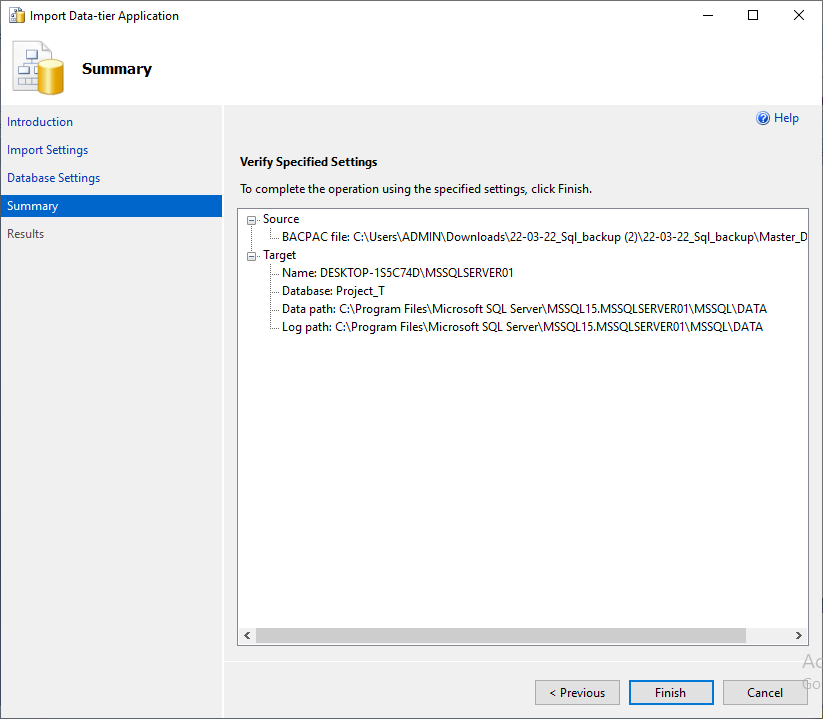 Import Data-tier Application
Summary
Introduction
Import Settings
Database Settings
Summary
Results
Help
Verify Specified Settings
To complete the operation using the specified settings, click Finish.
Source
BACPAC file: C:\Users\ADMIN\Downloads\22-03-22_Sql_backup (2)\22-03-22_Sql_backup\Master_D
Target
Name: DESKTOP-1S5C74D\MSSQLSERVER01
Database: Project_T
Data path: C:\Program Files\Microsoft SQL Server\MSSQL15.MSSQLSERVER01\MSSQL\DATA
Log path: C:\Program Files\Microsoft SQL Server\MSSQL15.MSSQLSERVER01\MSSQL\DATA
< Previous
Finish
Cancel